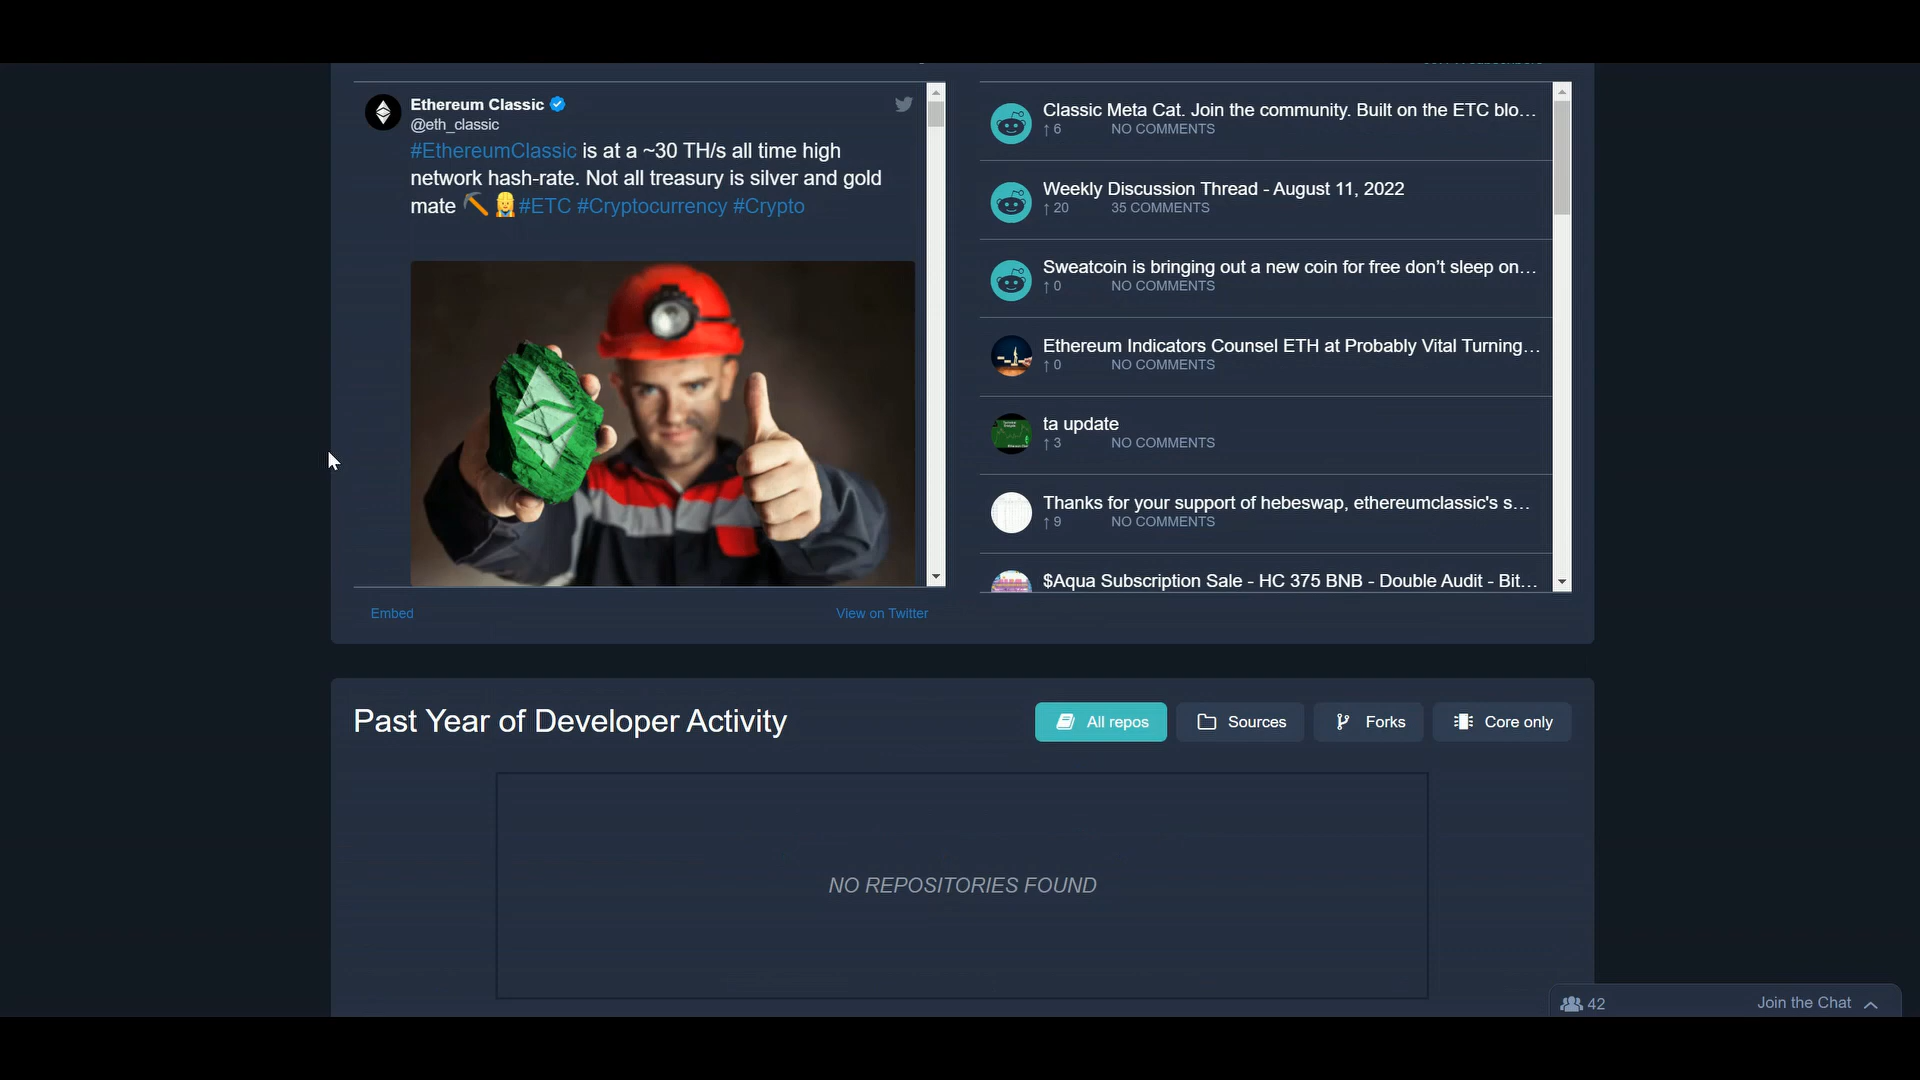 Ethereum Classic
@eth_classic
#EthereumClassic is at a ~30 TH/s all time high
network hash-rate. Not all treasury is silver and gold
mate ⛏️ 👷‍♀️ #ETC #Cryptocurrency #Crypto
Embed
View on Twitter
Classic Meta Cat. Join the community. Built on the ETC blo...
↑ 6 NO COMMENTS
Weekly Discussion Thread - August 11, 2022
↑ 20 35 COMMENTS
Sweatcoin is bringing out a new coin for free don’t sleep on...
↑ 0 NO COMMENTS
Ethereum Indicators Counsel ETH at Probably Vital Turning...
↑ 0 NO COMMENTS
ta update
↑ 3 NO COMMENTS
Thanks for your support of hebeswap, ethereumclassic's s...
↑ 9 NO COMMENTS
$Aqua Subscription Sale - HC 375 BNB - Double Audit - Bit...
Past Year of Developer Activity
All repos
Sources
Forks
Core only
NO REPOSITORIES FOUND
42
Join the Chat